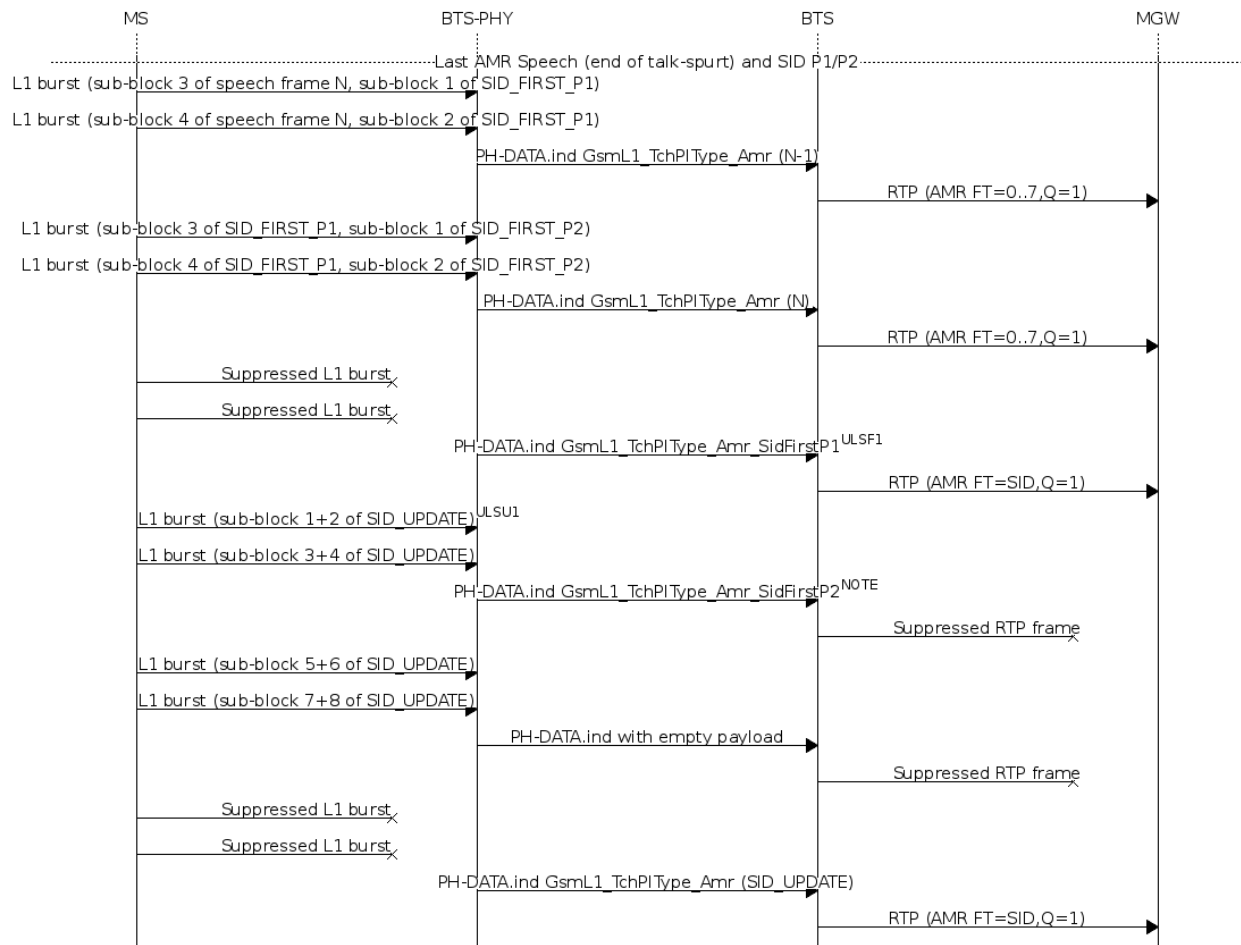 MS BTS-PHY BTS MGW
Last AMR Speech (end of talk-spurt) and SID P1/P2
L1 burst (sub-block 3 of speech frame N, sub-block 1 of SID_FIRST_P1)
L1 burst (sub-block 4 of speech frame N, sub-block 2 of SID_FIRST_P1)
PH-DATA.ind GsmL1_TchPlType_Amr (N-1)
RTP (AMR FT=0..7,Q=1)
L1 burst (sub-block 3 of SID_FIRST_P1, sub-block 1 of SID_FIRST_P2)
L1 burst (sub-block 4 of SID_FIRST_P1, sub-block 2 of SID_FIRST_P2)
PH-DATA.ind GsmL1_TchPlType_Amr (N)
RTP (AMR FT=0..7,Q=1)
Suppressed L1 burst
Suppressed L1 burst
PH-DATA.ind GsmL1_TchPlType_Amr_SidFirstP1 ULSF1
RTP (AMR FT=SID,Q=1)
L1 burst (sub-block 1+2 of SID_UPDATE) ULSU1
L1 burst (sub-block 3+4 of SID_UPDATE)
PH-DATA.ind GsmL1_TchPlType_Amr_SidFirstP2 NOTE
Suppressed RTP frame
L1 burst (sub-block 5+6 of SID_UPDATE)
L1 burst (sub-block 7+8 of SID_UPDATE)
PH-DATA.ind with empty payload
Suppressed RTP frame
Suppressed L1 burst
Suppressed L1 burst
PH-DATA.ind GsmL1_TchPlType_Amr (SID_UPDATE)
RTP (AMR FT=SID,Q=1)